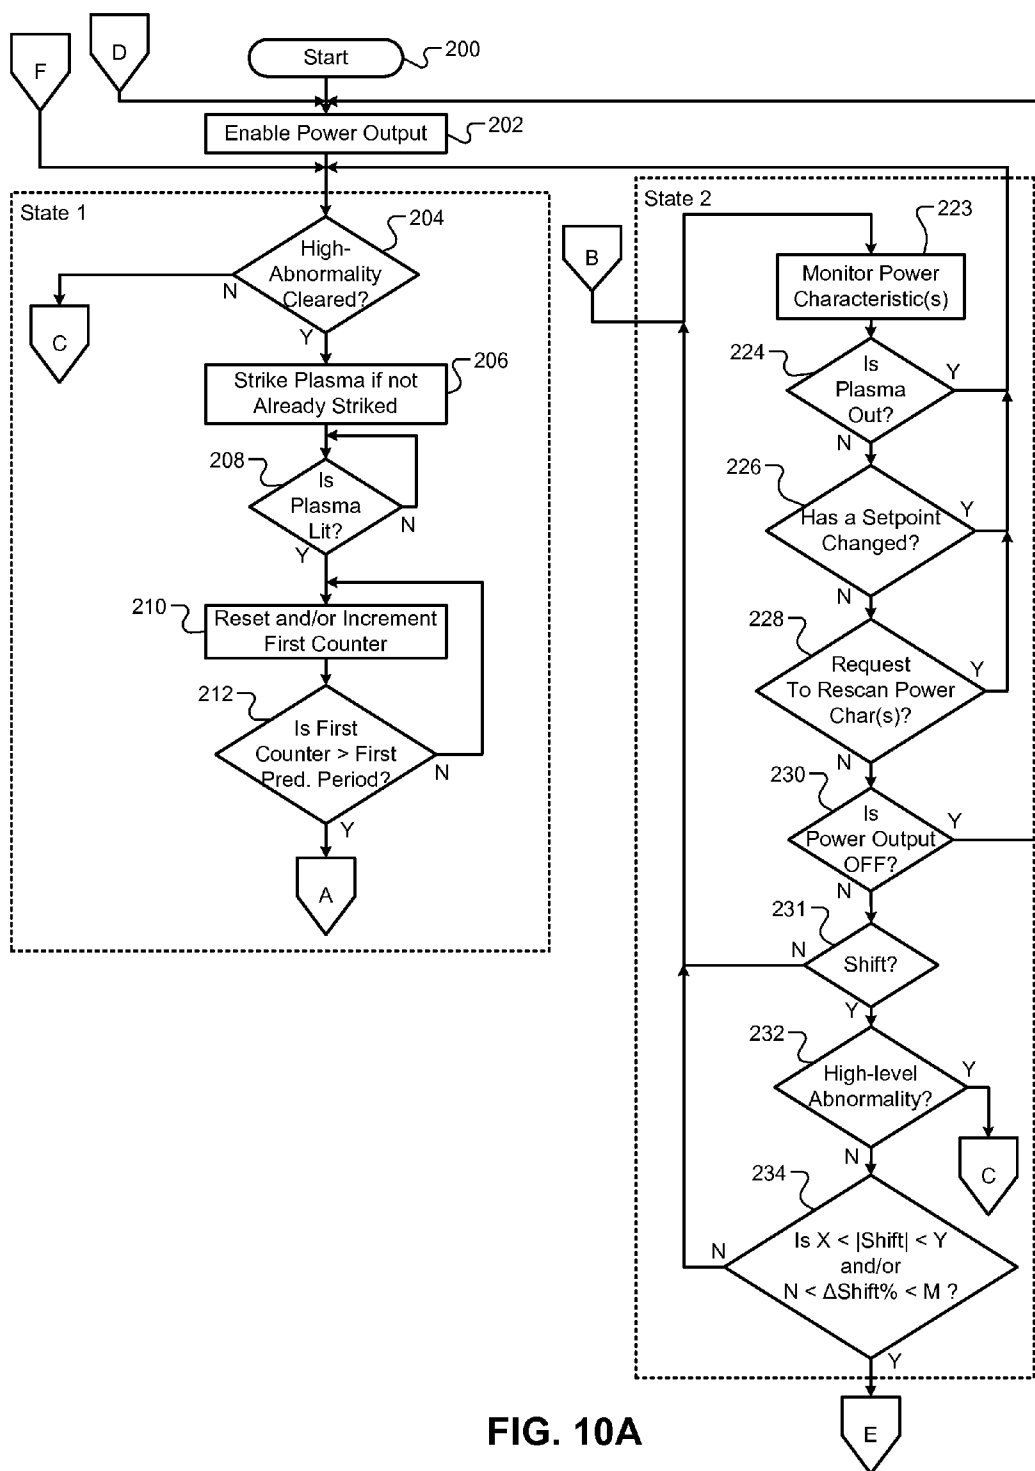 F
D
Start
200
Enable Power Output
202
State 1
204
High-
Abnormality
Cleared?
N
Y
C
206
Strike Plasma if not
Already Striked
208
Is
Plasma
Lit?
N
Y
210
Reset and/or Increment
First Counter
212
Is First
Counter > First
Pred. Period?
N
Y
A
State 2
B
223
Monitor Power
Characteristic(s)
224
Is
Plasma
Out?
Y
N
226
Has a Setpoint
Changed?
Y
N
228
Request
To Rescan Power
Char(s)?
Y
N
230
Is
Power Output
OFF?
Y
N
231
Shift?
N
Y
232
High-level
Abnormality?
Y
N
C
234
Is X < |Shift| < Y
and/or
N < ΔShift% < M ?
N
Y
E
FIG. 10A